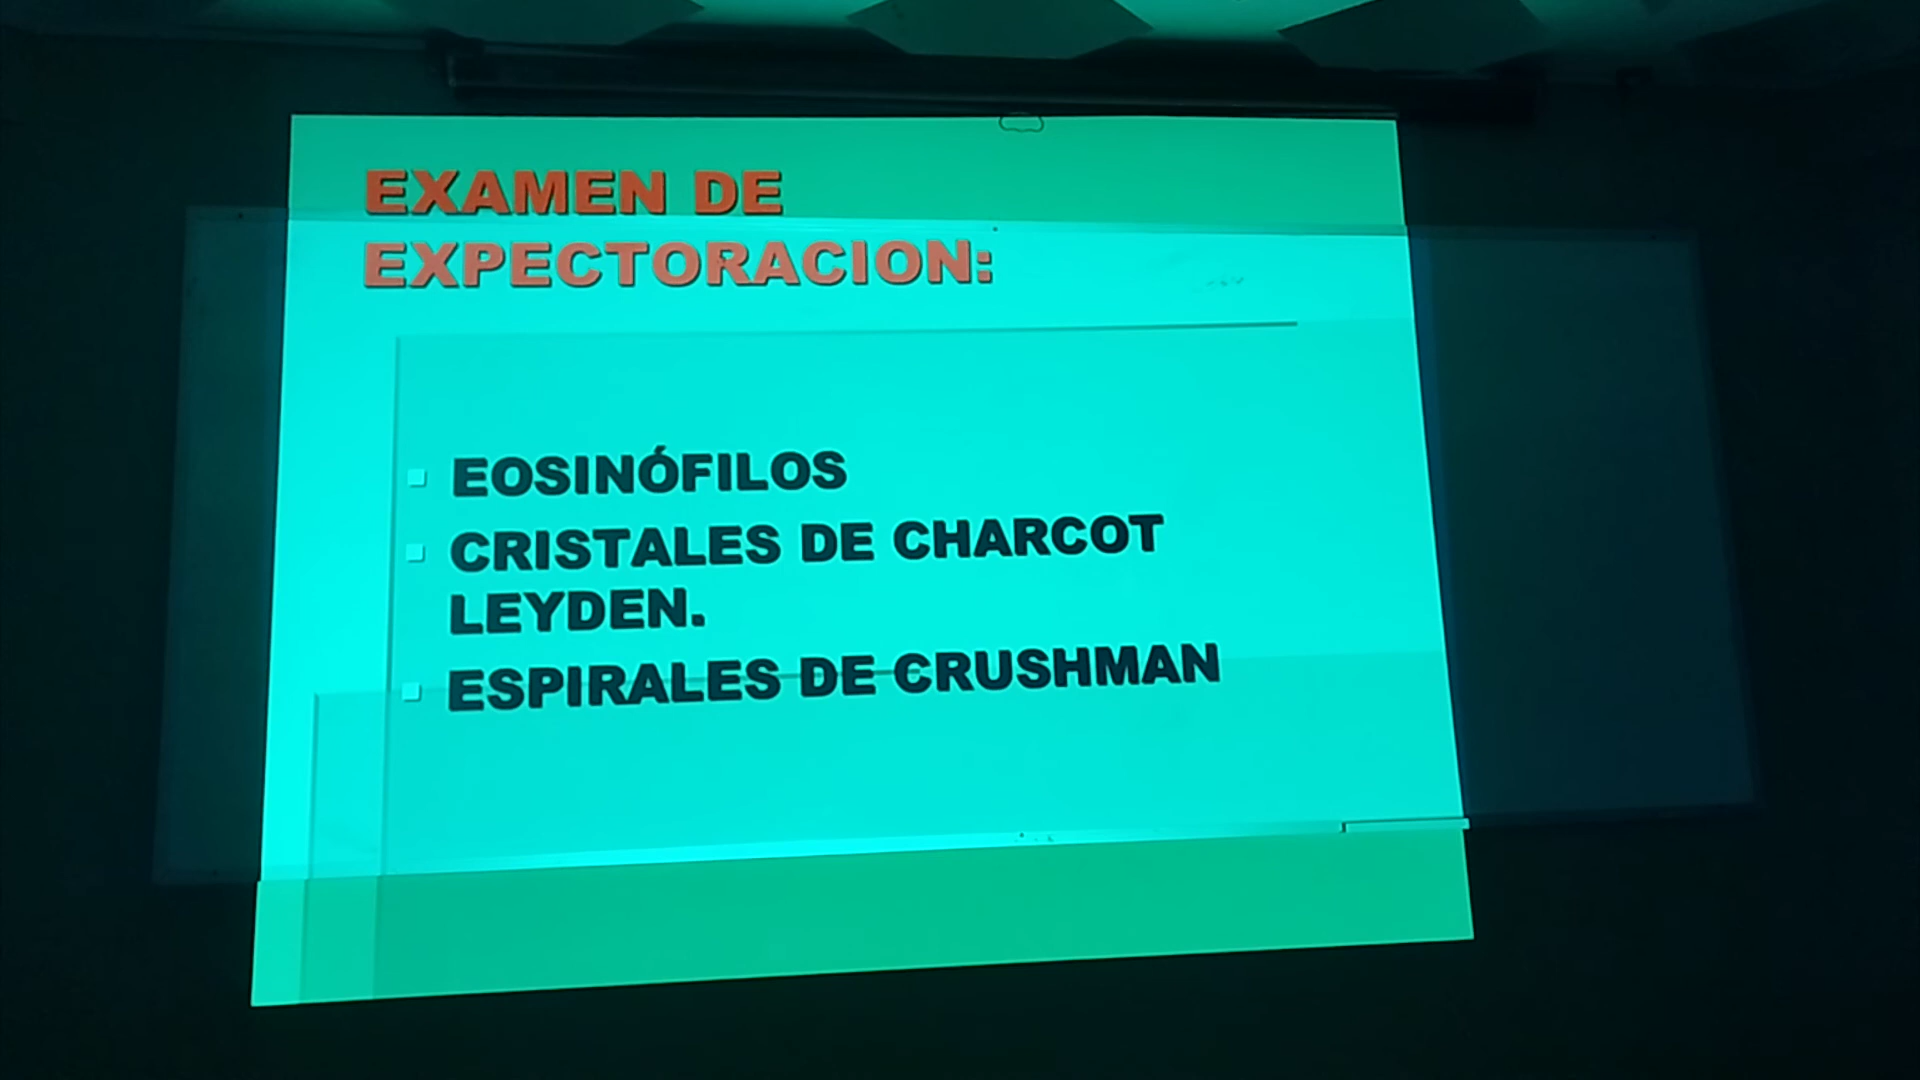 EXAMEN DE
EXPECTORACION:
EOSINÓFILOS
CRISTALES DE CHARCOT
LEYDEN.
ESPIRALES DE CRUSHMAN